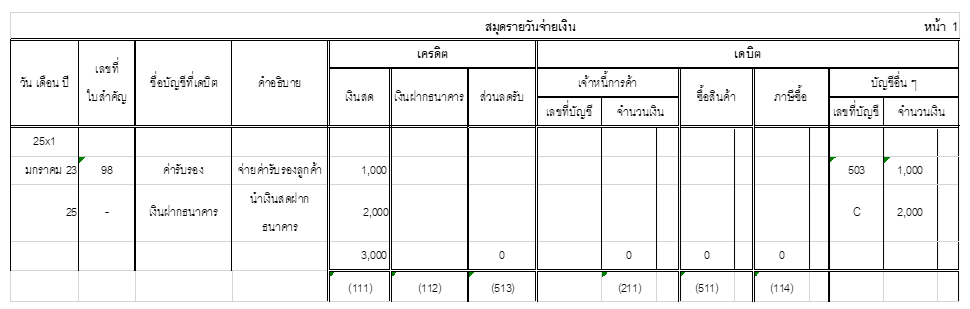 สมุดรายวันจ่ายเงิน หน้า 1
เครดิต เดบิต
วัน เดือน ปี เลขที่ใบสำคัญ ชื่อบัญชีที่เดบิต คำอธิบาย เงินสด เงินฝากธนาคาร ส่วนลดรับ เจ้าหนี้การค้า ซื้อสินค้า ภาษีซื้อ บัญชีอื่น ๆ
เลขที่บัญชี จำนวนเงิน เลขที่บัญชี จำนวนเงิน
25x1
มกราคม 23 98 ค่ารับรอง จ่ายค่ารับรองลูกค้า 1,000 503 1,000
25 - เงินฝากธนาคาร นำเงินสดฝาก 2,000 C 2,000
ธนาคาร
3,000 0 0 0 0
(111) (112) (513) (211) (511) (114)